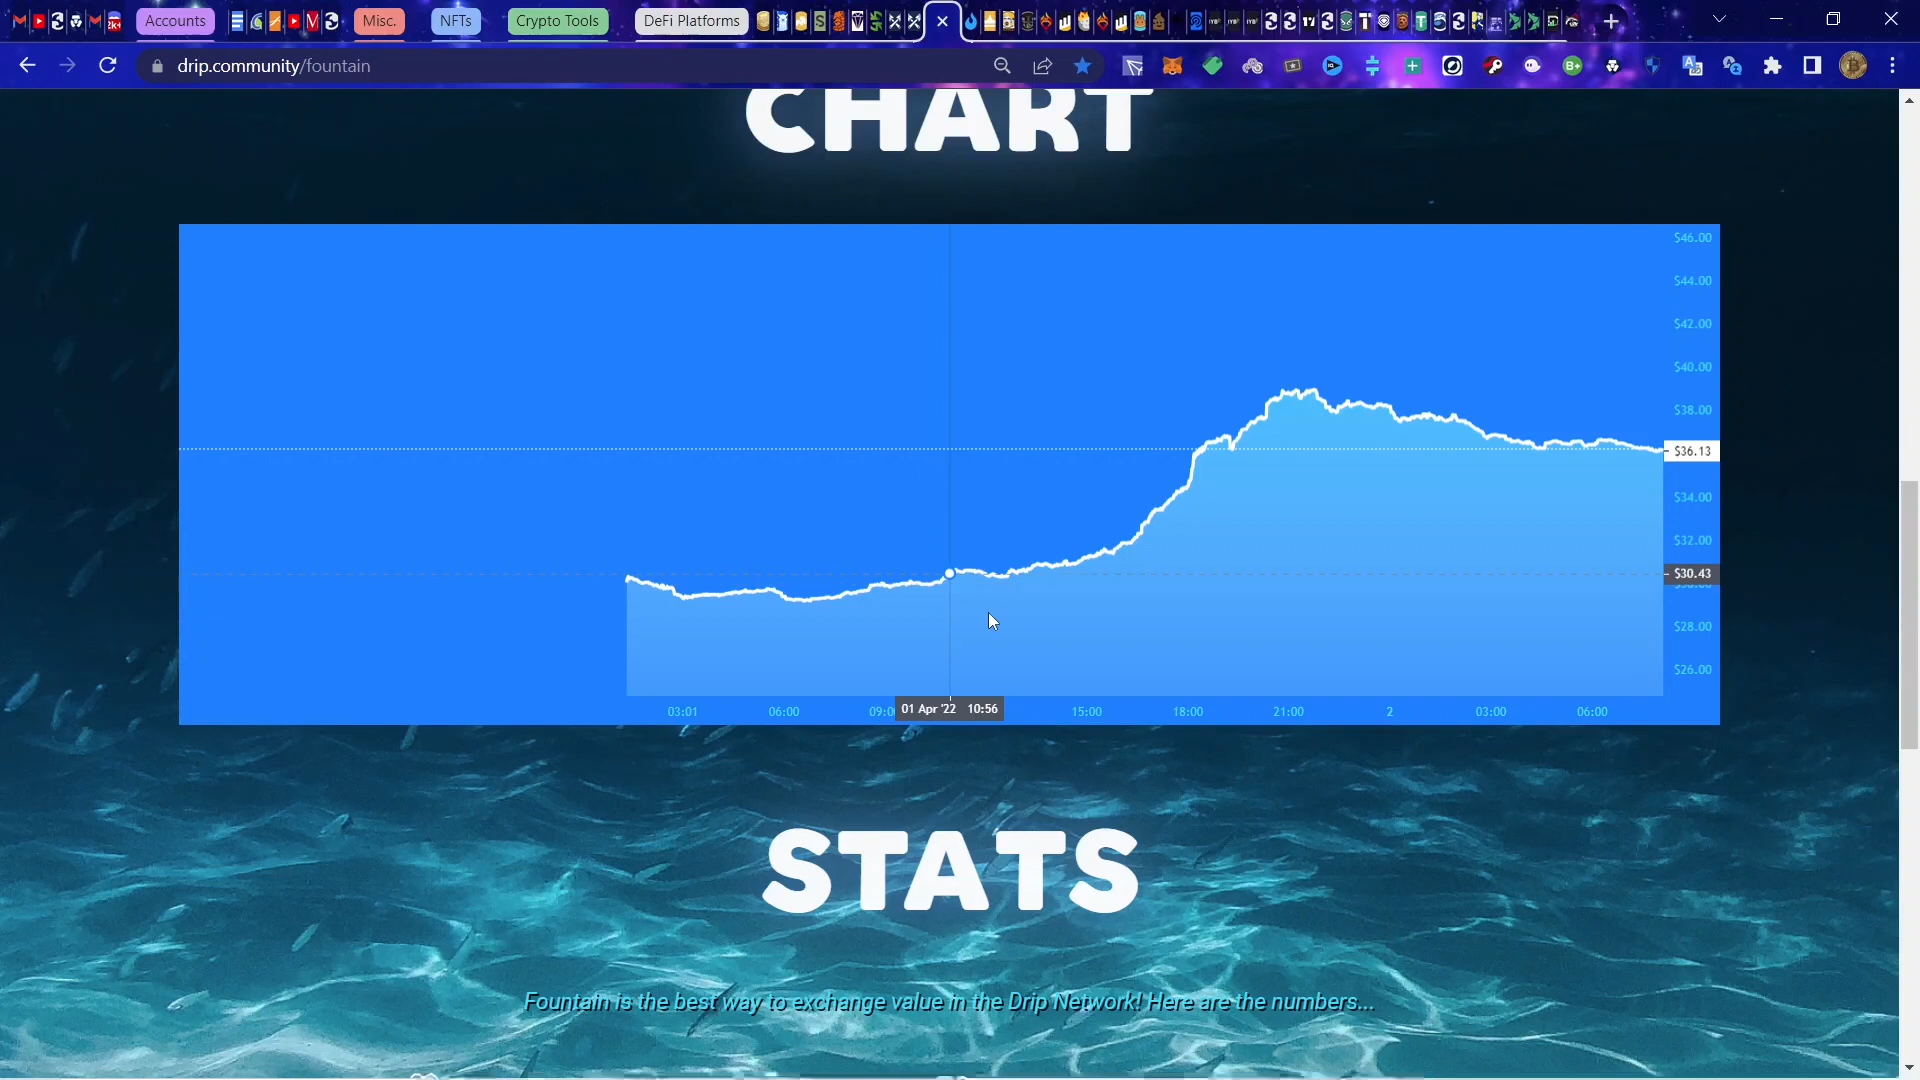 Accounts
Misc.
NFTs
Crypto Tools
DeFi Platforms
drip.community/fountain
CHART
$46.00
$44.00
$42.00
$40.00
$38.00
$36.13
$34.00
$32.00
$30.43
$28.00
$26.00
03:01 06:00 09:0 01 Apr '22 10:56 15:00 18:00 21:00 2 03:00 06:00
STATS
Fountain is the best way to exchange value in the Drip Network! Here are the numbers...